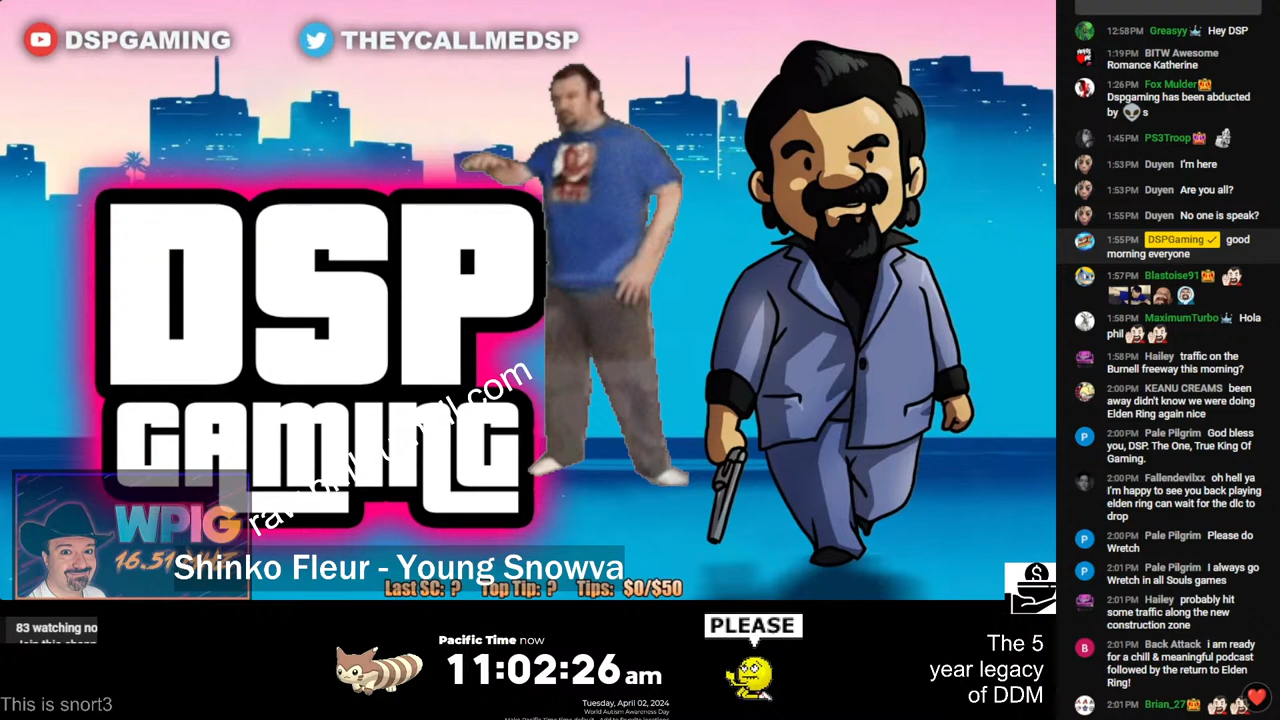 DSPGAMING
THEYCALLMEDSP
DSP
GAMING
WPIG
Shinko Fleur - Young Snowva
Last SC: ? Top Tip: ? Tips: $0/$50
83 watching no
PLEASE
Pacific Time now
11:02:26 am
Tuesday, April 02, 2024
World Autism Awareness Day
The 5
year legacy
of DDM
This is snort3
12:58PM Greasyy Hey DSP
1:19PM BITW Awesome
Romance Katherine
1:26PM Fox Mulder
Dspgaming has been abducted
by s
1:45PM PS3Troop
1:53PM Duyen I'm here
1:53PM Duyen Are you all?
1:55PM Duyen No one is speak?
1:55PM DSPGaming good
morning everyone
1:57PM Blastoise91
1:58PM MaximumTurbo Hola
phil
1:58PM Hailey traffic on the
Burnell freeway this morning?
2:00PM KEANU CREAMS been
away didn't know we were doing
Elden Ring again nice
2:00PM Pale Pilgrim God bless
you, DSP. The One, True King Of
Gaming.
2:00PM Fallendevilxx oh hell ya
I'm happy to see you back playing
elden ring can wait for the dlc to
drop
2:00PM Pale Pilgrim Please do
Wretch
2:01PM Pale Pilgrim I always go
Wretch in all Souls games
2:01PM Hailey probably hit
some traffic along the new
construction zone
2:01PM Back Attack i am ready
for a chill & meaningful podcast
followed by the return to Elden
Ring!
2:01PM Brian_27